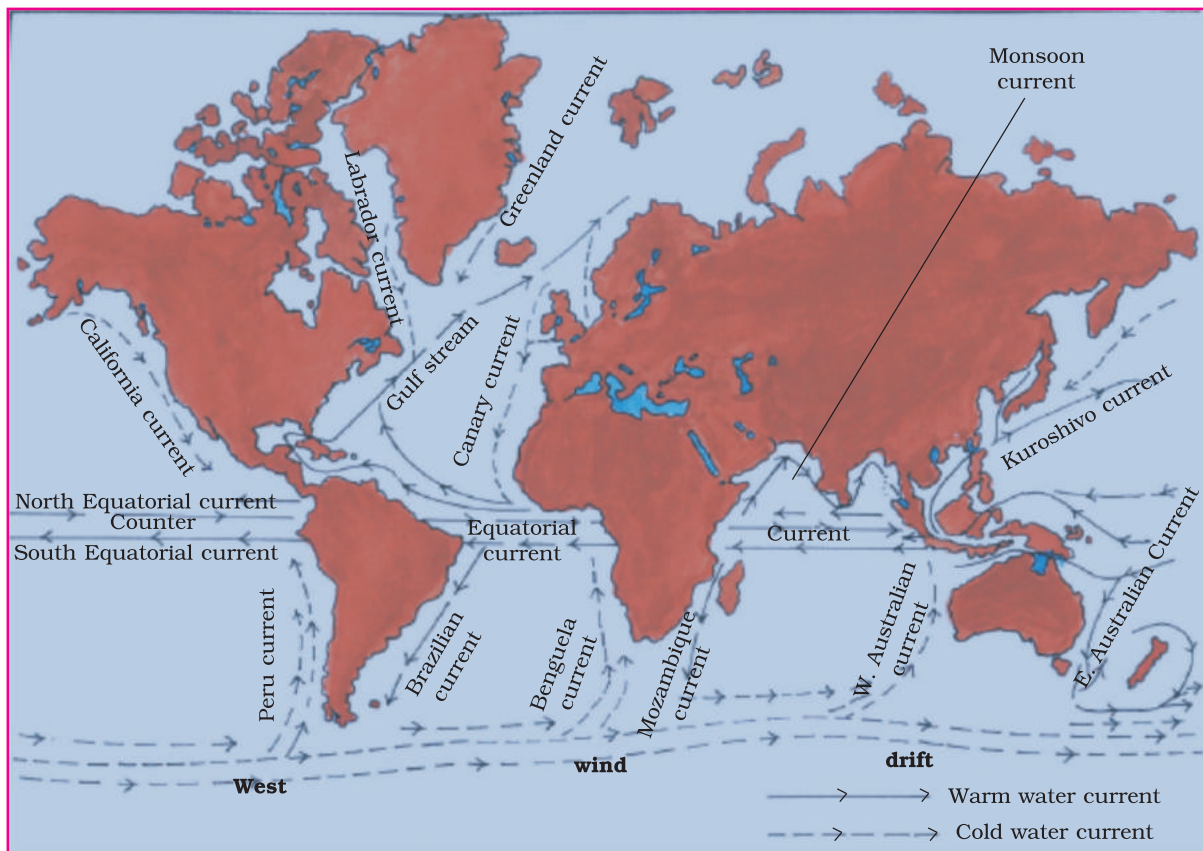 Monsoon
current
Greenland current
Labrador current
Gulf stream
California current
Canary current
Kuroshivo current
North Equatorial current
Counter
South Equatorial current
Equatorial
current
Current
Peru current
Brazilian
current
Benguela
current
Mozambique
current
W. Australian
current
E. Australian Current
West
wind
drift
Warm water current
Cold water current